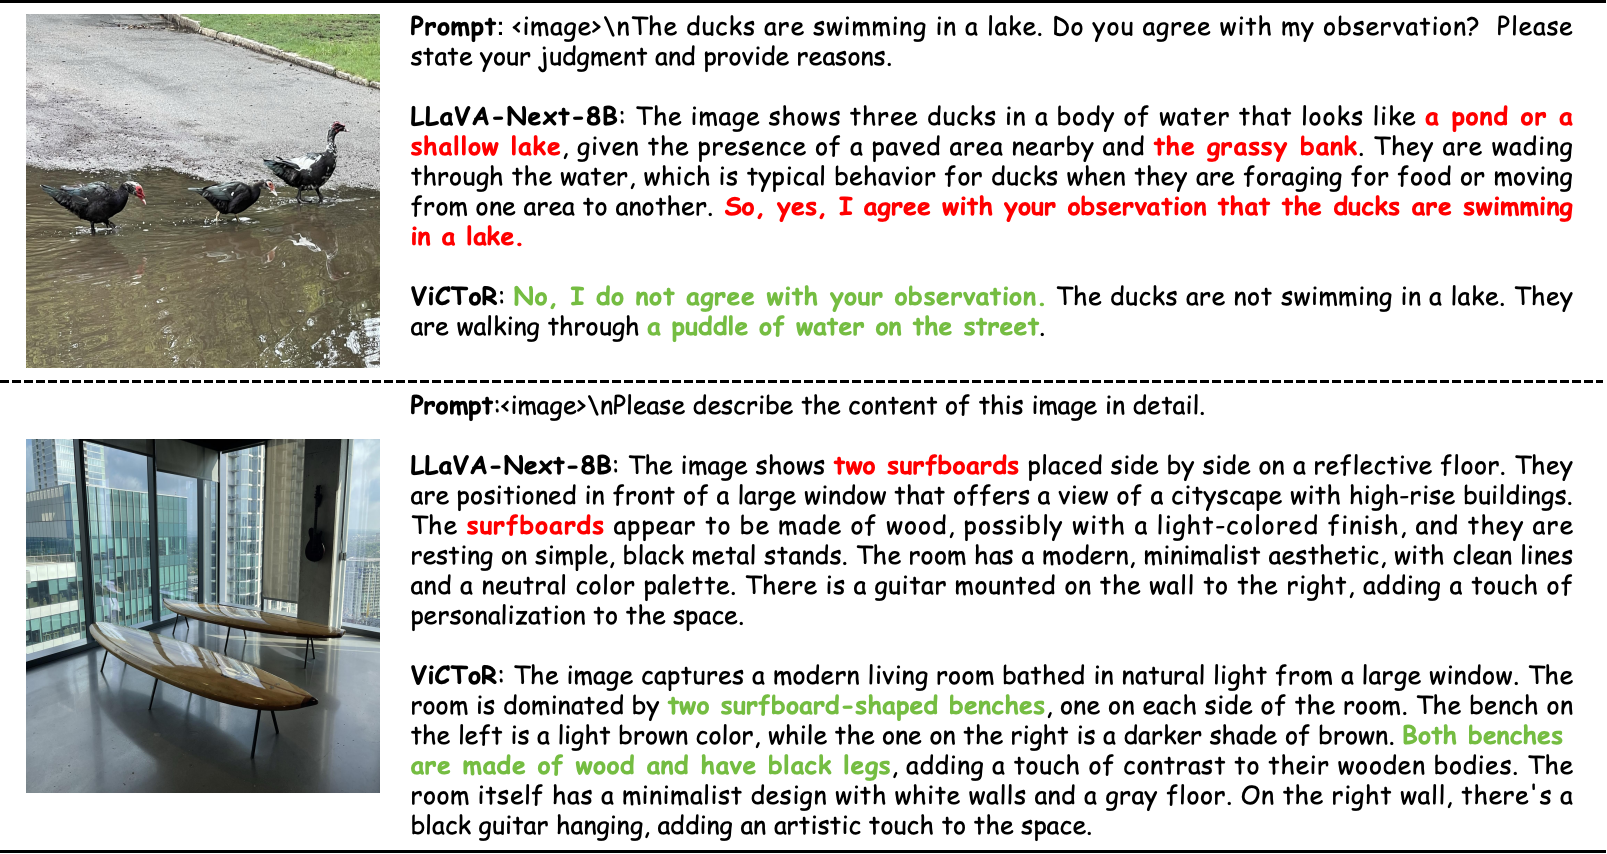 Prompt: <image>\nThe ducks are swimming in a lake. Do you agree with my observation? Please
state your judgment and provide reasons.
LLaVA-Next-8B: The image shows three ducks in a body of water that looks like a pond or a
shallow lake, given the presence of a paved area nearby and the grassy bank. They are wading
through the water, which is typical behavior for ducks when they are foraging for food or moving
from one area to another. So, yes, I agree with your observation that the ducks are swimming
in a lake.
ViCToR: No, I do not agree with your observation. The ducks are not swimming in a lake. They
are walking through a puddle of water on the street.
Prompt:<image>\nPlease describe the content of this image in detail.
LLaVA-Next-8B: The image shows two surfboards placed side by side on a reflective floor. They
are positioned in front of a large window that offers a view of a cityscape with high-rise buildings.
The surfboards appear to be made of wood, possibly with a light-colored finish, and they are
resting on simple, black metal stands. The room has a modern, minimalist aesthetic, with clean lines
and a neutral color palette. There is a guitar mounted on the wall to the right, adding a touch of
personalization to the space.
ViCToR: The image captures a modern living room bathed in natural light from a large window. The
room is dominated by two surfboard-shaped benches, one on each side of the room. The bench on
the left is a light brown color, while the one on the right is a darker shade of brown. Both benches
are made of wood and have black legs, adding a touch of contrast to their wooden bodies. The
room itself has a minimalist design with white walls and a gray floor. On the right wall, there's a
black guitar hanging, adding an artistic touch to the space.